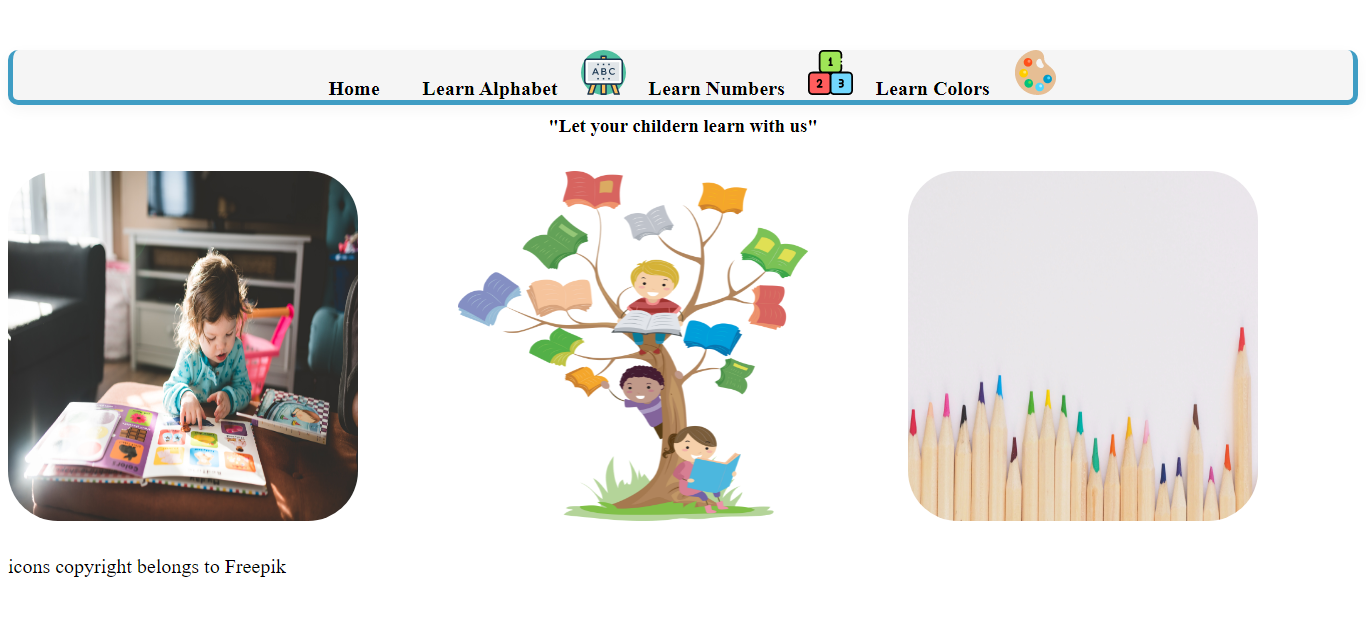 Home Learn Alphabet ABC Learn Numbers 1 2 3 Learn Colors
"Let your childern learn with us"
icons copyright belongs to Freepik